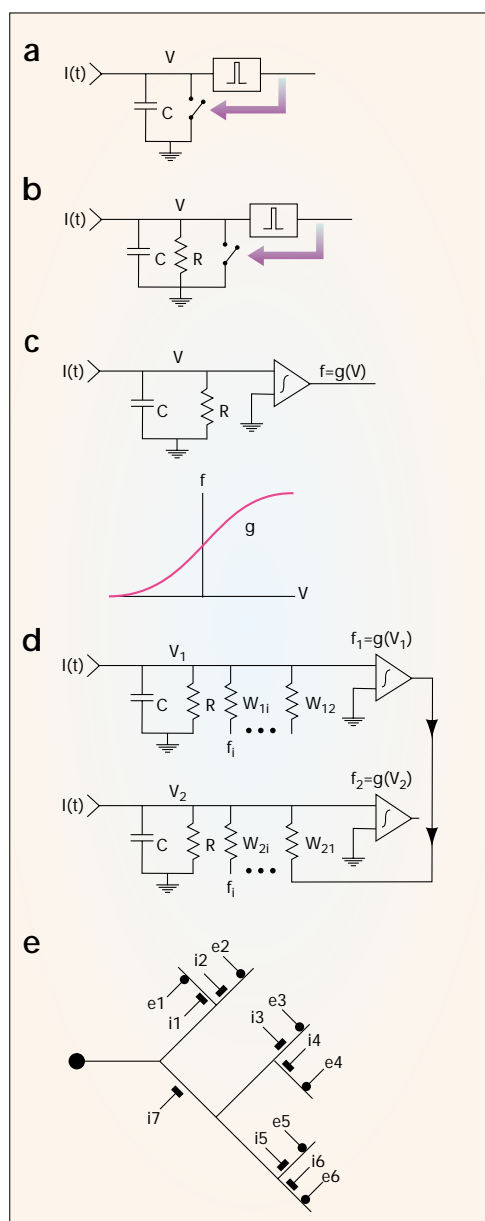 a
V
I(t)
C
b
V
I(t)
C R
c
V
I(t)
f=g(V)
C R
f
g
V
d
f₁=g(V₁)
V₁
I(t)
C R W₁ᵢ W₁₂
fᵢ
f₂=g(V₂)
V₂
I(t)
C R W₂ᵢ W₂₁
fᵢ
e
e2
i2
e1
i1
e3
i3
i4
e4
i7
e5
i5
i6
e6